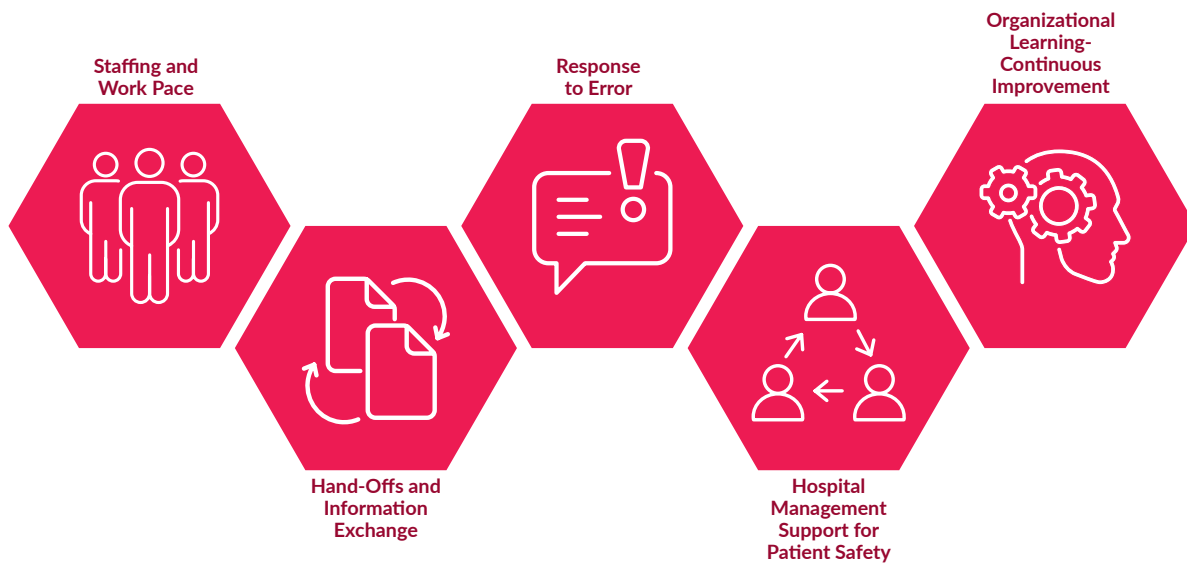 Staffing and
Work Pace
Hand-Offs and
Information
Exchange
Response
to Error
Hospital
Management
Support for
Patient Safety
Organizational
Learning-
Continuous
Improvement